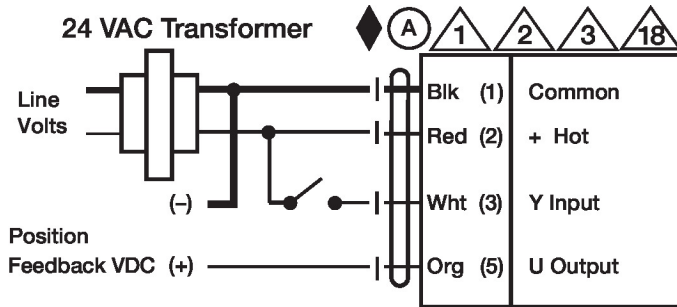 24 VAC Transformer
A 1 2 3 18
Line
Volts
Blk (1) Common
Red (2) + Hot
(–)
Wht (3) Y Input
Position
Feedback VDC (+)
Org (5) U Output